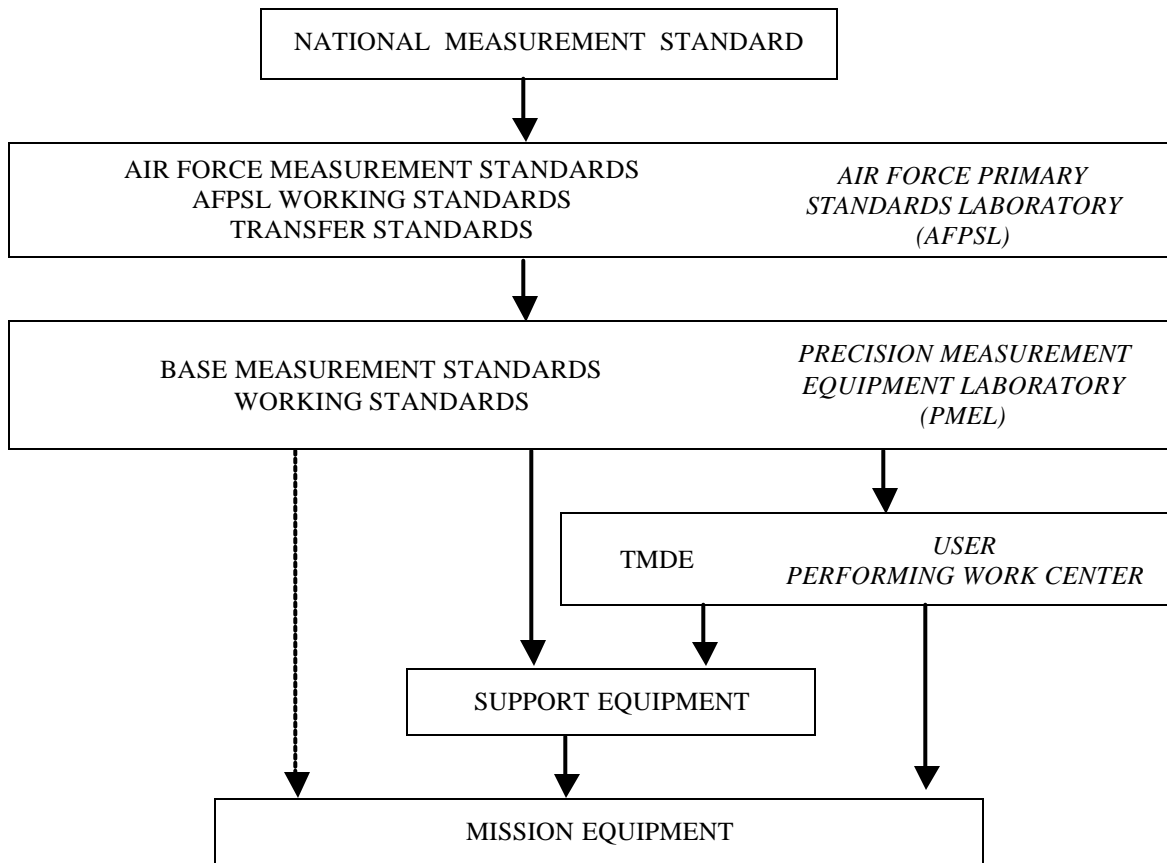 NATIONAL MEASUREMENT STANDARD
AIR FORCE MEASUREMENT STANDARDS
AFPSL WORKING STANDARDS
TRANSFER STANDARDS
AIR FORCE PRIMARY
STANDARDS LABORATORY
(AFPSL)
BASE MEASUREMENT STANDARDS
WORKING STANDARDS
PRECISION MEASUREMENT
EQUIPMENT LABORATORY
(PMEL)
TMDE
USER
PERFORMING WORK CENTER
SUPPORT EQUIPMENT
MISSION EQUIPMENT